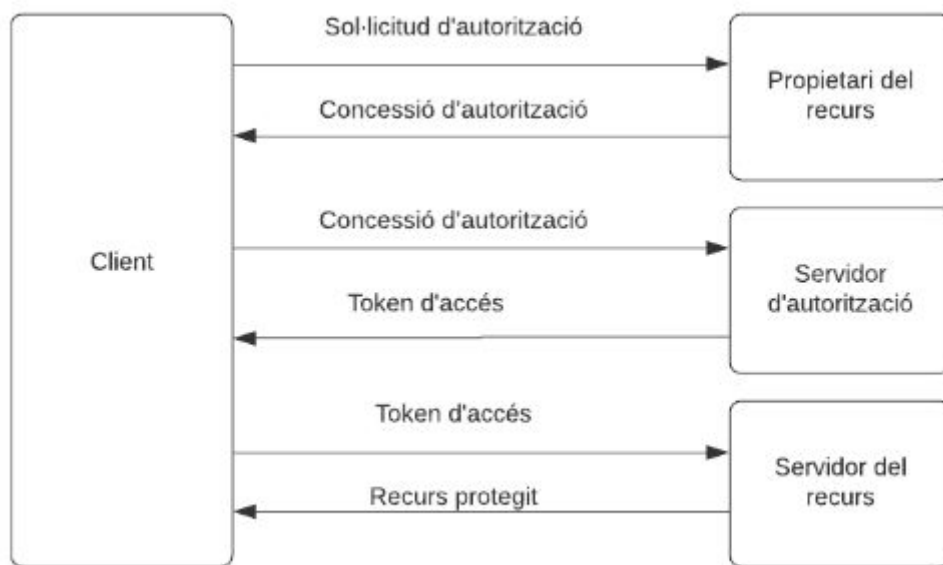 Sol·licitud d'autorització
Propietari del
recurs
Concessió d'autorització
Concessió d'autorització
Client
Servidor
d'autorització
Token d'accés
Token d'accés
Servidor del
recurs
Recurs protegit